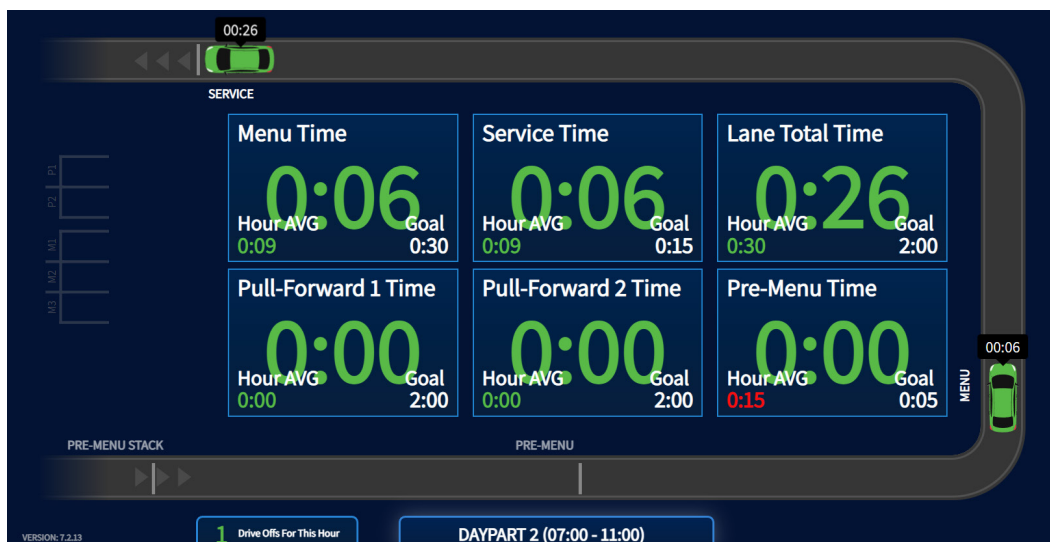 00:26
SERVICE
Menu Time
0:06
Hour AVG Goal
0:09 0:30
Service Time
0:06
Hour AVG Goal
0:09 0:15
Lane Total Time
0:26
Hour AVG Goal
0:30 2:00
P1
P2
M1
M2
M3
Pull-Forward 1 Time
0:00
Hour AVG Goal
0:00 2:00
Pull-Forward 2 Time
0:00
Hour AVG Goal
0:00 2:00
Pre-Menu Time
0:00
Hour AVG Goal
0:15 0:05
00:06
MENU
PRE-MENU STACK
PRE-MENU
VERSION: 7.2.13
1 Drive Offs For This Hour
DAYPART 2 (07:00 - 11:00)